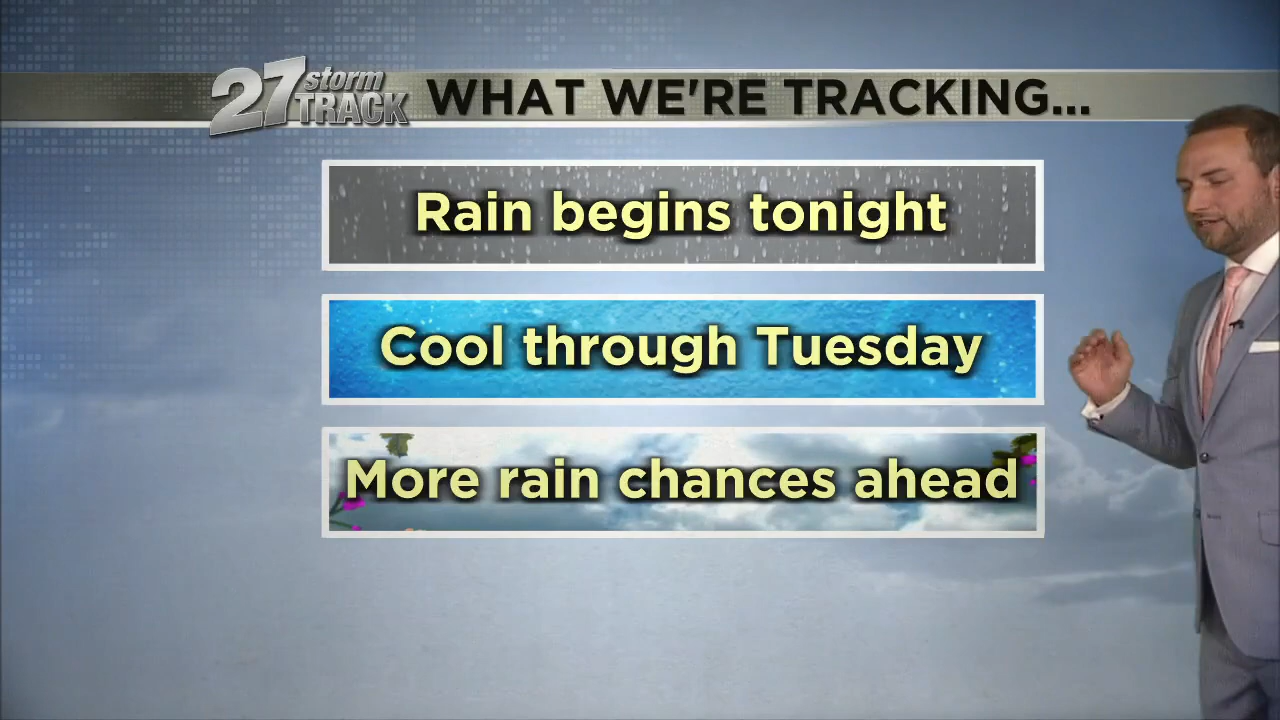 27 storm TRACK WHAT WE'RE TRACKING...
Rain begins tonight
Cool through Tuesday
More rain chances ahead